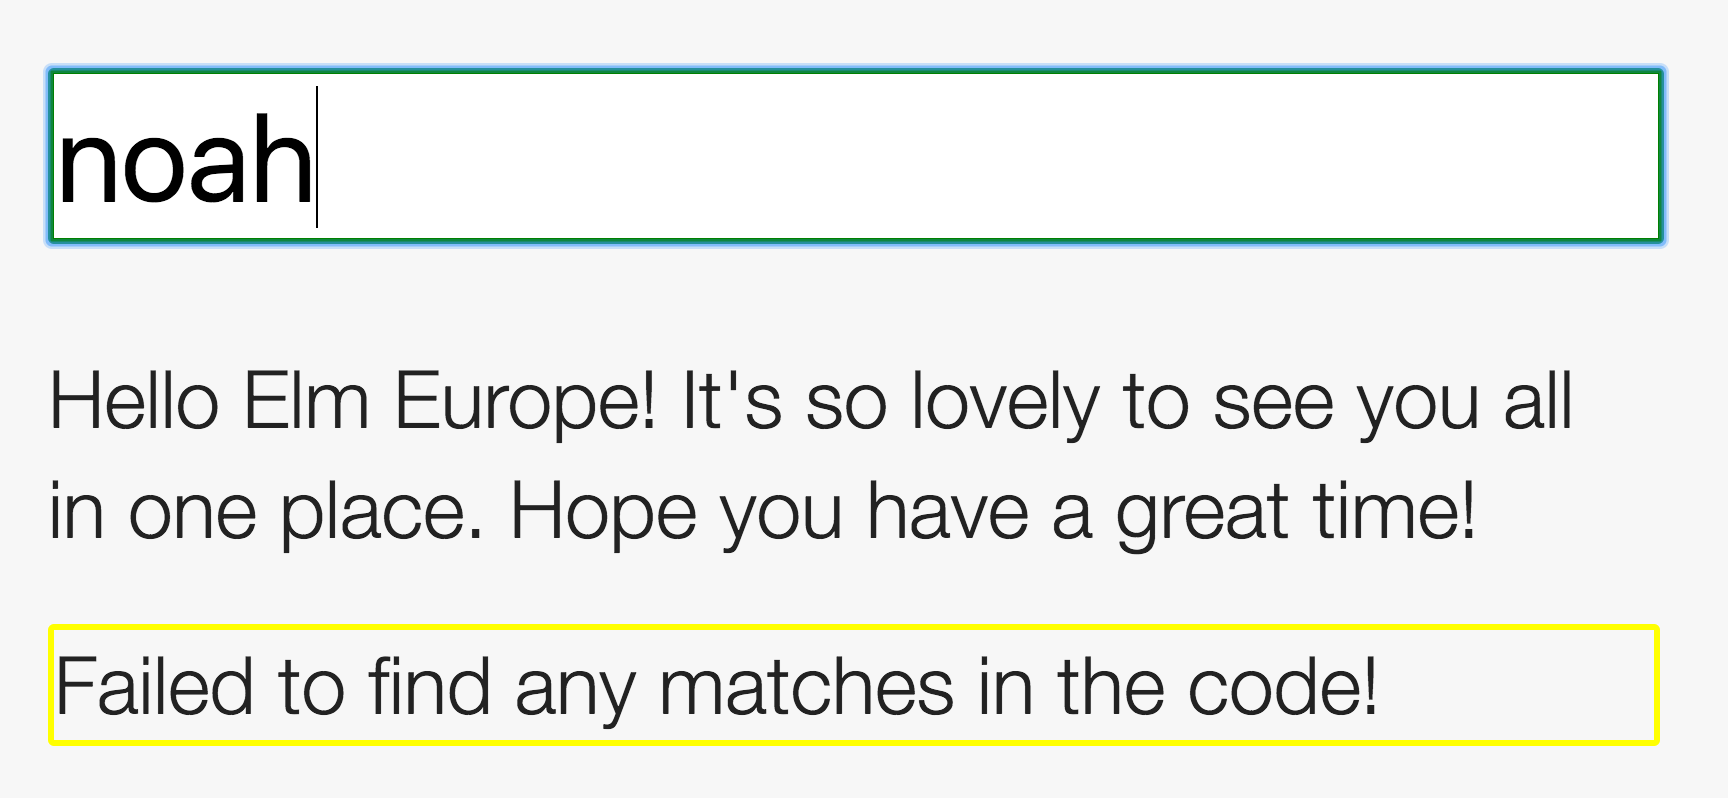 noah
Hello Elm Europe! It's so lovely to see you all
in one place. Hope you have a great time!
Failed to find any matches in the code!